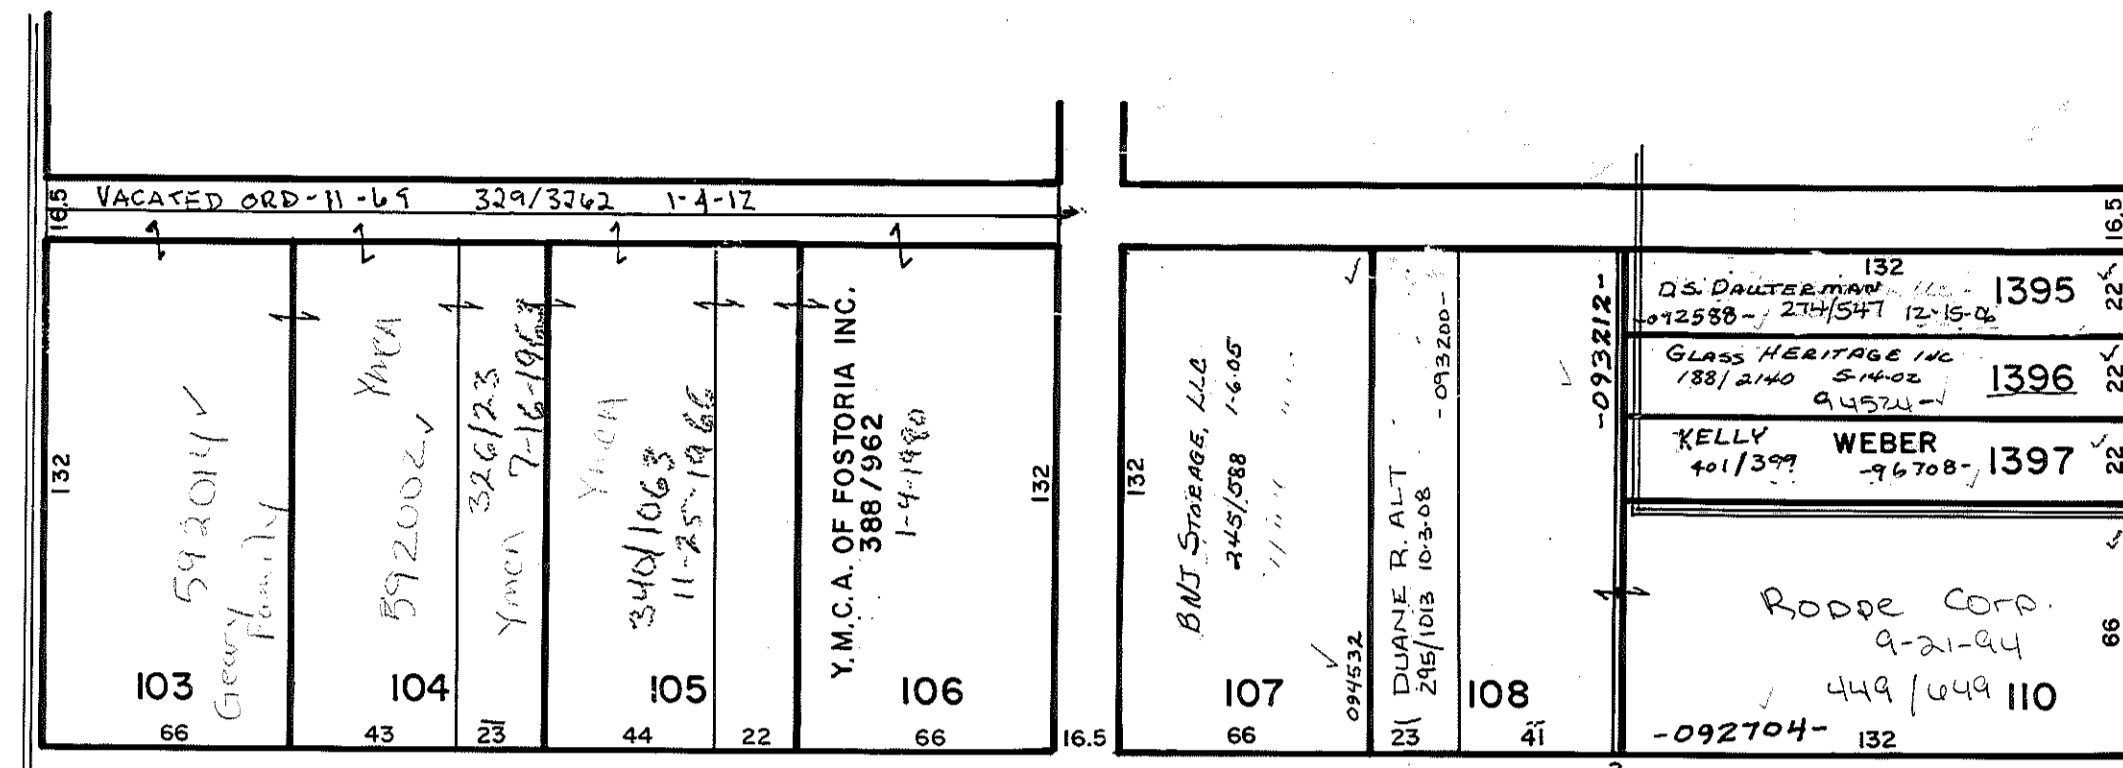 16.5 VACATED ORD-11-69 329/3262 1-4-12
132
5920141 ✓
Geary
Family
103
66
YMCA
5920002 ✓
104
43
326/23
YMCA 7-16-1963
23
YMCA
340/1063
11-25-1966
105
44
22
Y.M.C.A. OF FOSTORIA INC.
388/962
1-9-1980
132
106
66
16.5
132
BNJ STORAGE, LLC
245/588 1-6-05
107
094532
66
DUANE R. ALT
295/1013 10-3-08
-093200-
23
108
41
-093212-
16.5
132
D.S. DAUTERMAN LLC- 1395
-092588- 274/547 12-15-06
22
GLASS HERITAGE INC 1396
188/2140 5-14-02
94524-
22
KELLY WEBER
401/399 -96708- 1397
22
Roppe Corp.
9-21-94
66
449/649 110
-092704- 132